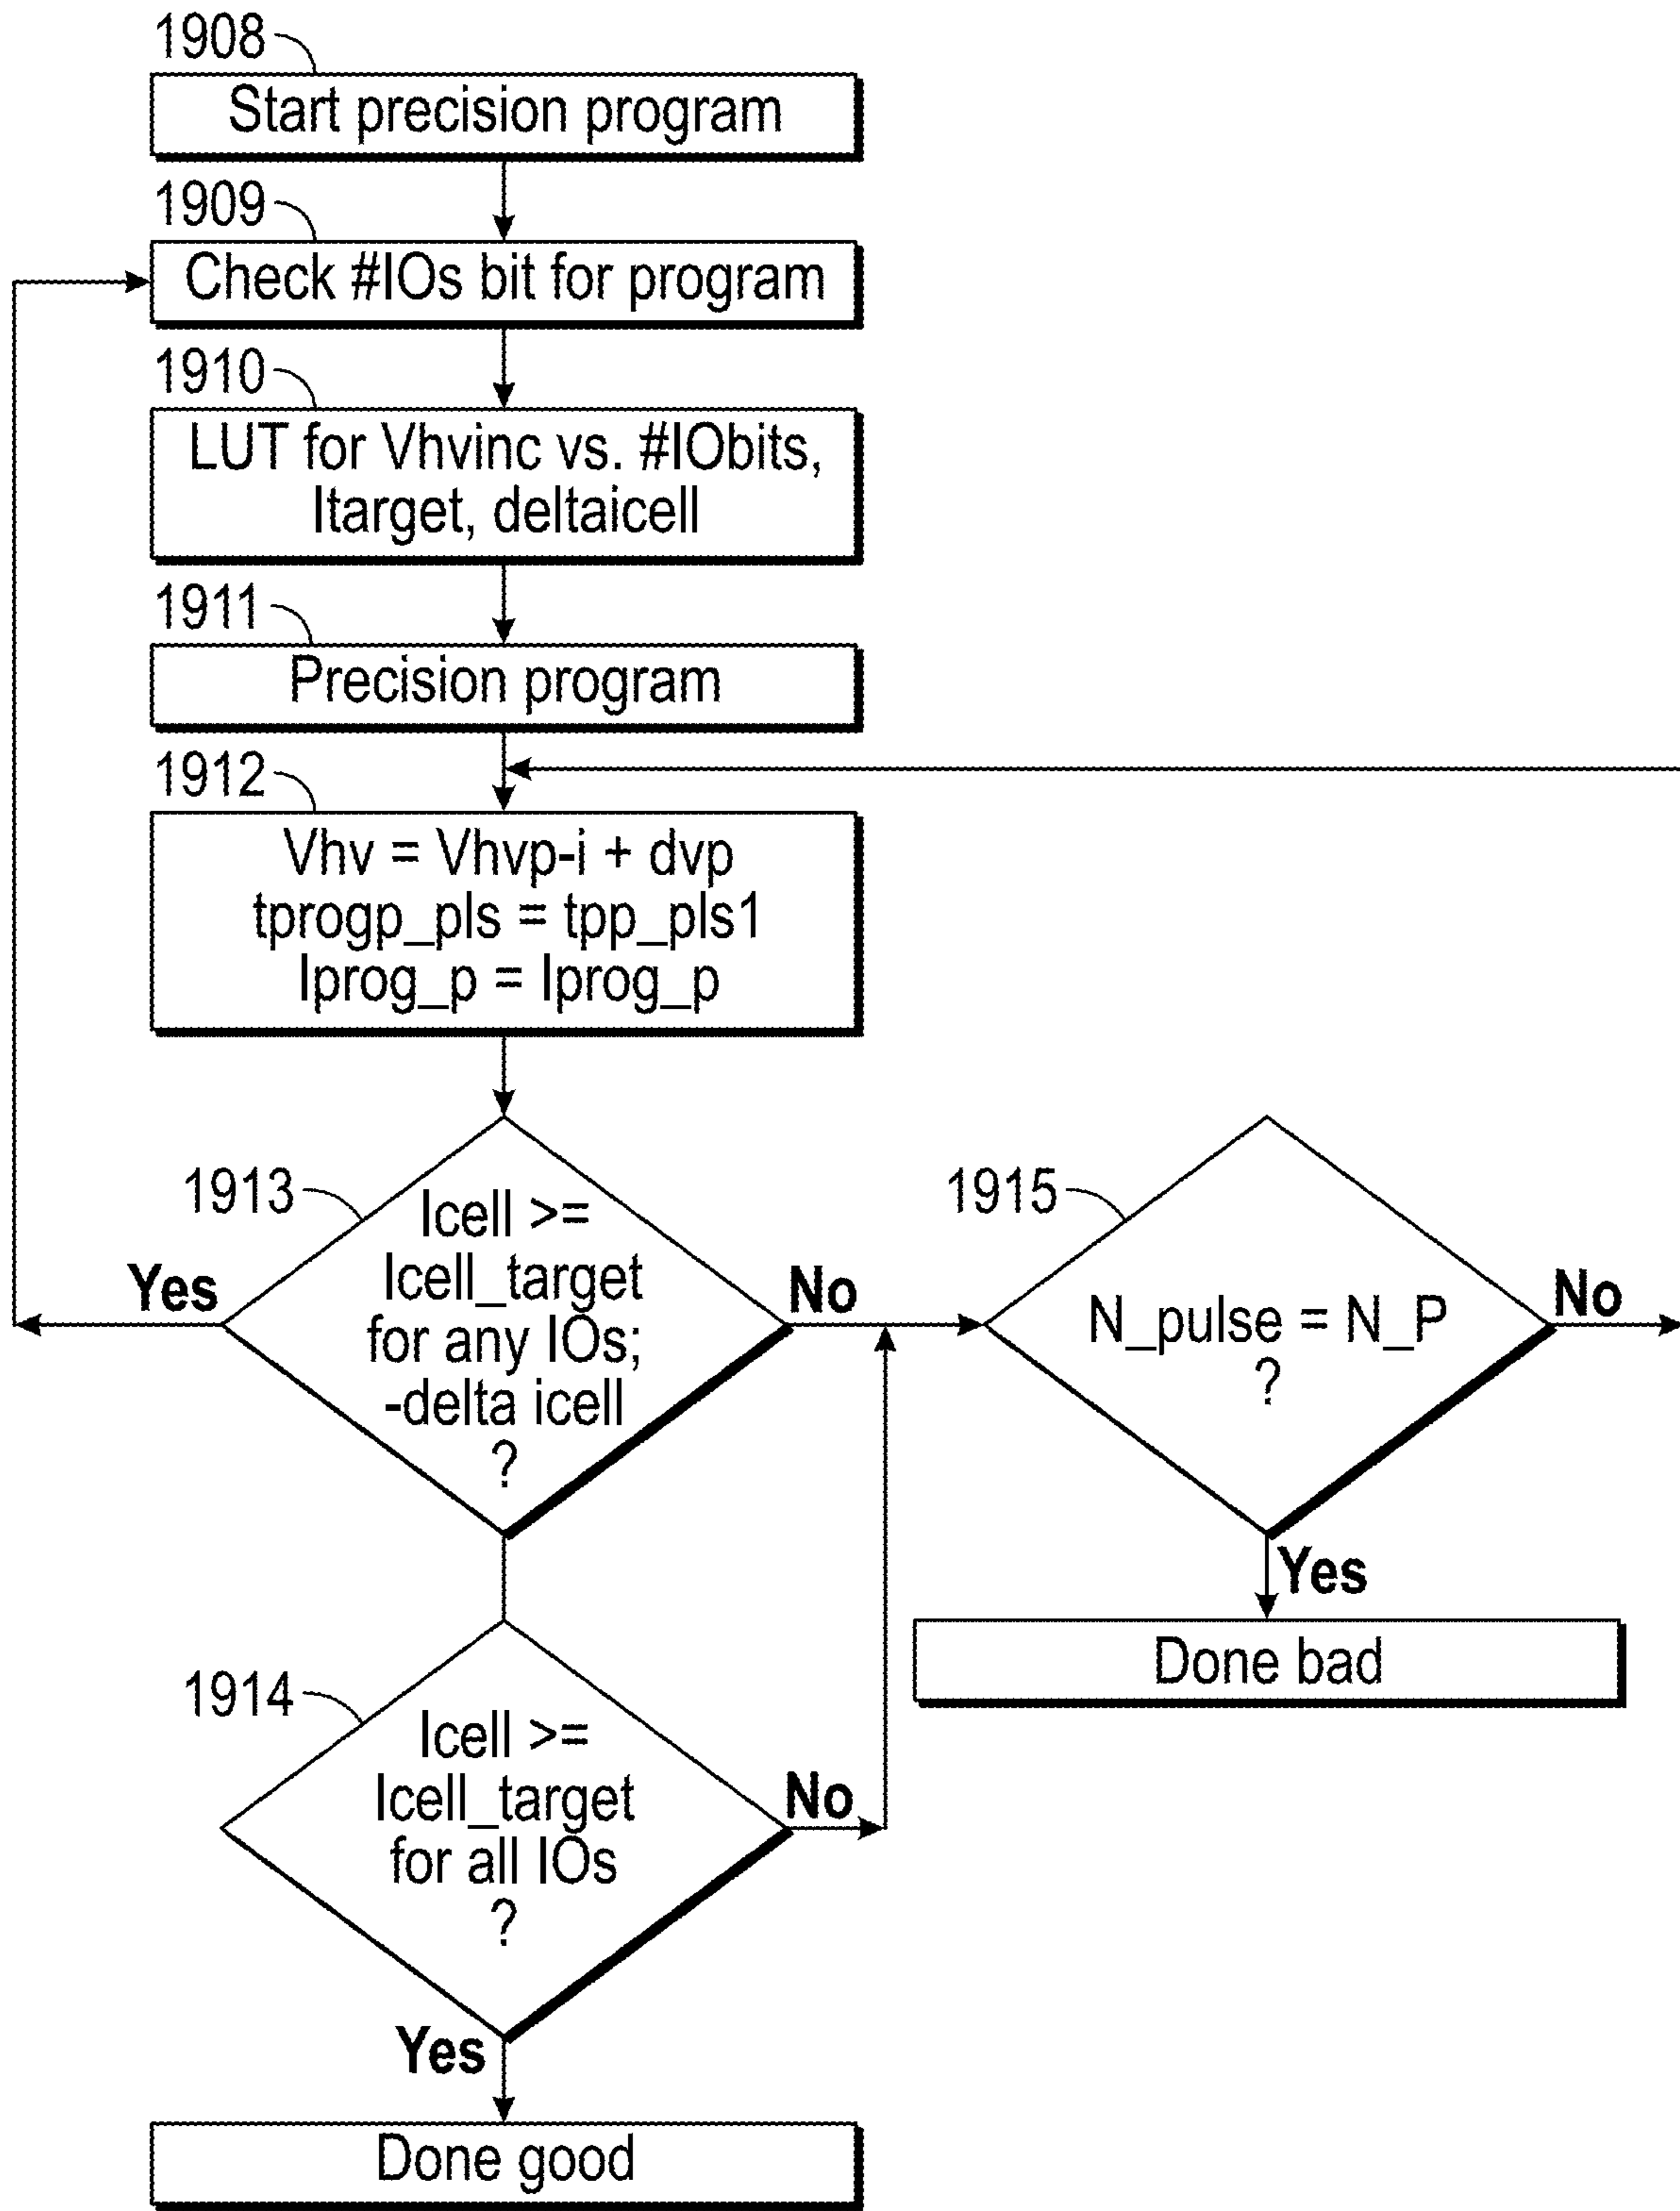 1908
Start precision program
1909
Check #IOs bit for program
1910
LUT for Vhvinc vs. #IObits,
Itarget, deltaicell
1911
Precision program
1912
Vhv = Vhvp-i + dvp
tprogp_pls = tpp_pls1
Iprog_p = Iprog_p
1913
Icell >=
Icell_target
for any IOs;
-delta icell
?
Yes
No
1915
N_pulse = N_P
?
No
Yes
Done bad
1914
Icell >=
Icell_target
for all IOs
?
No
Yes
Done good